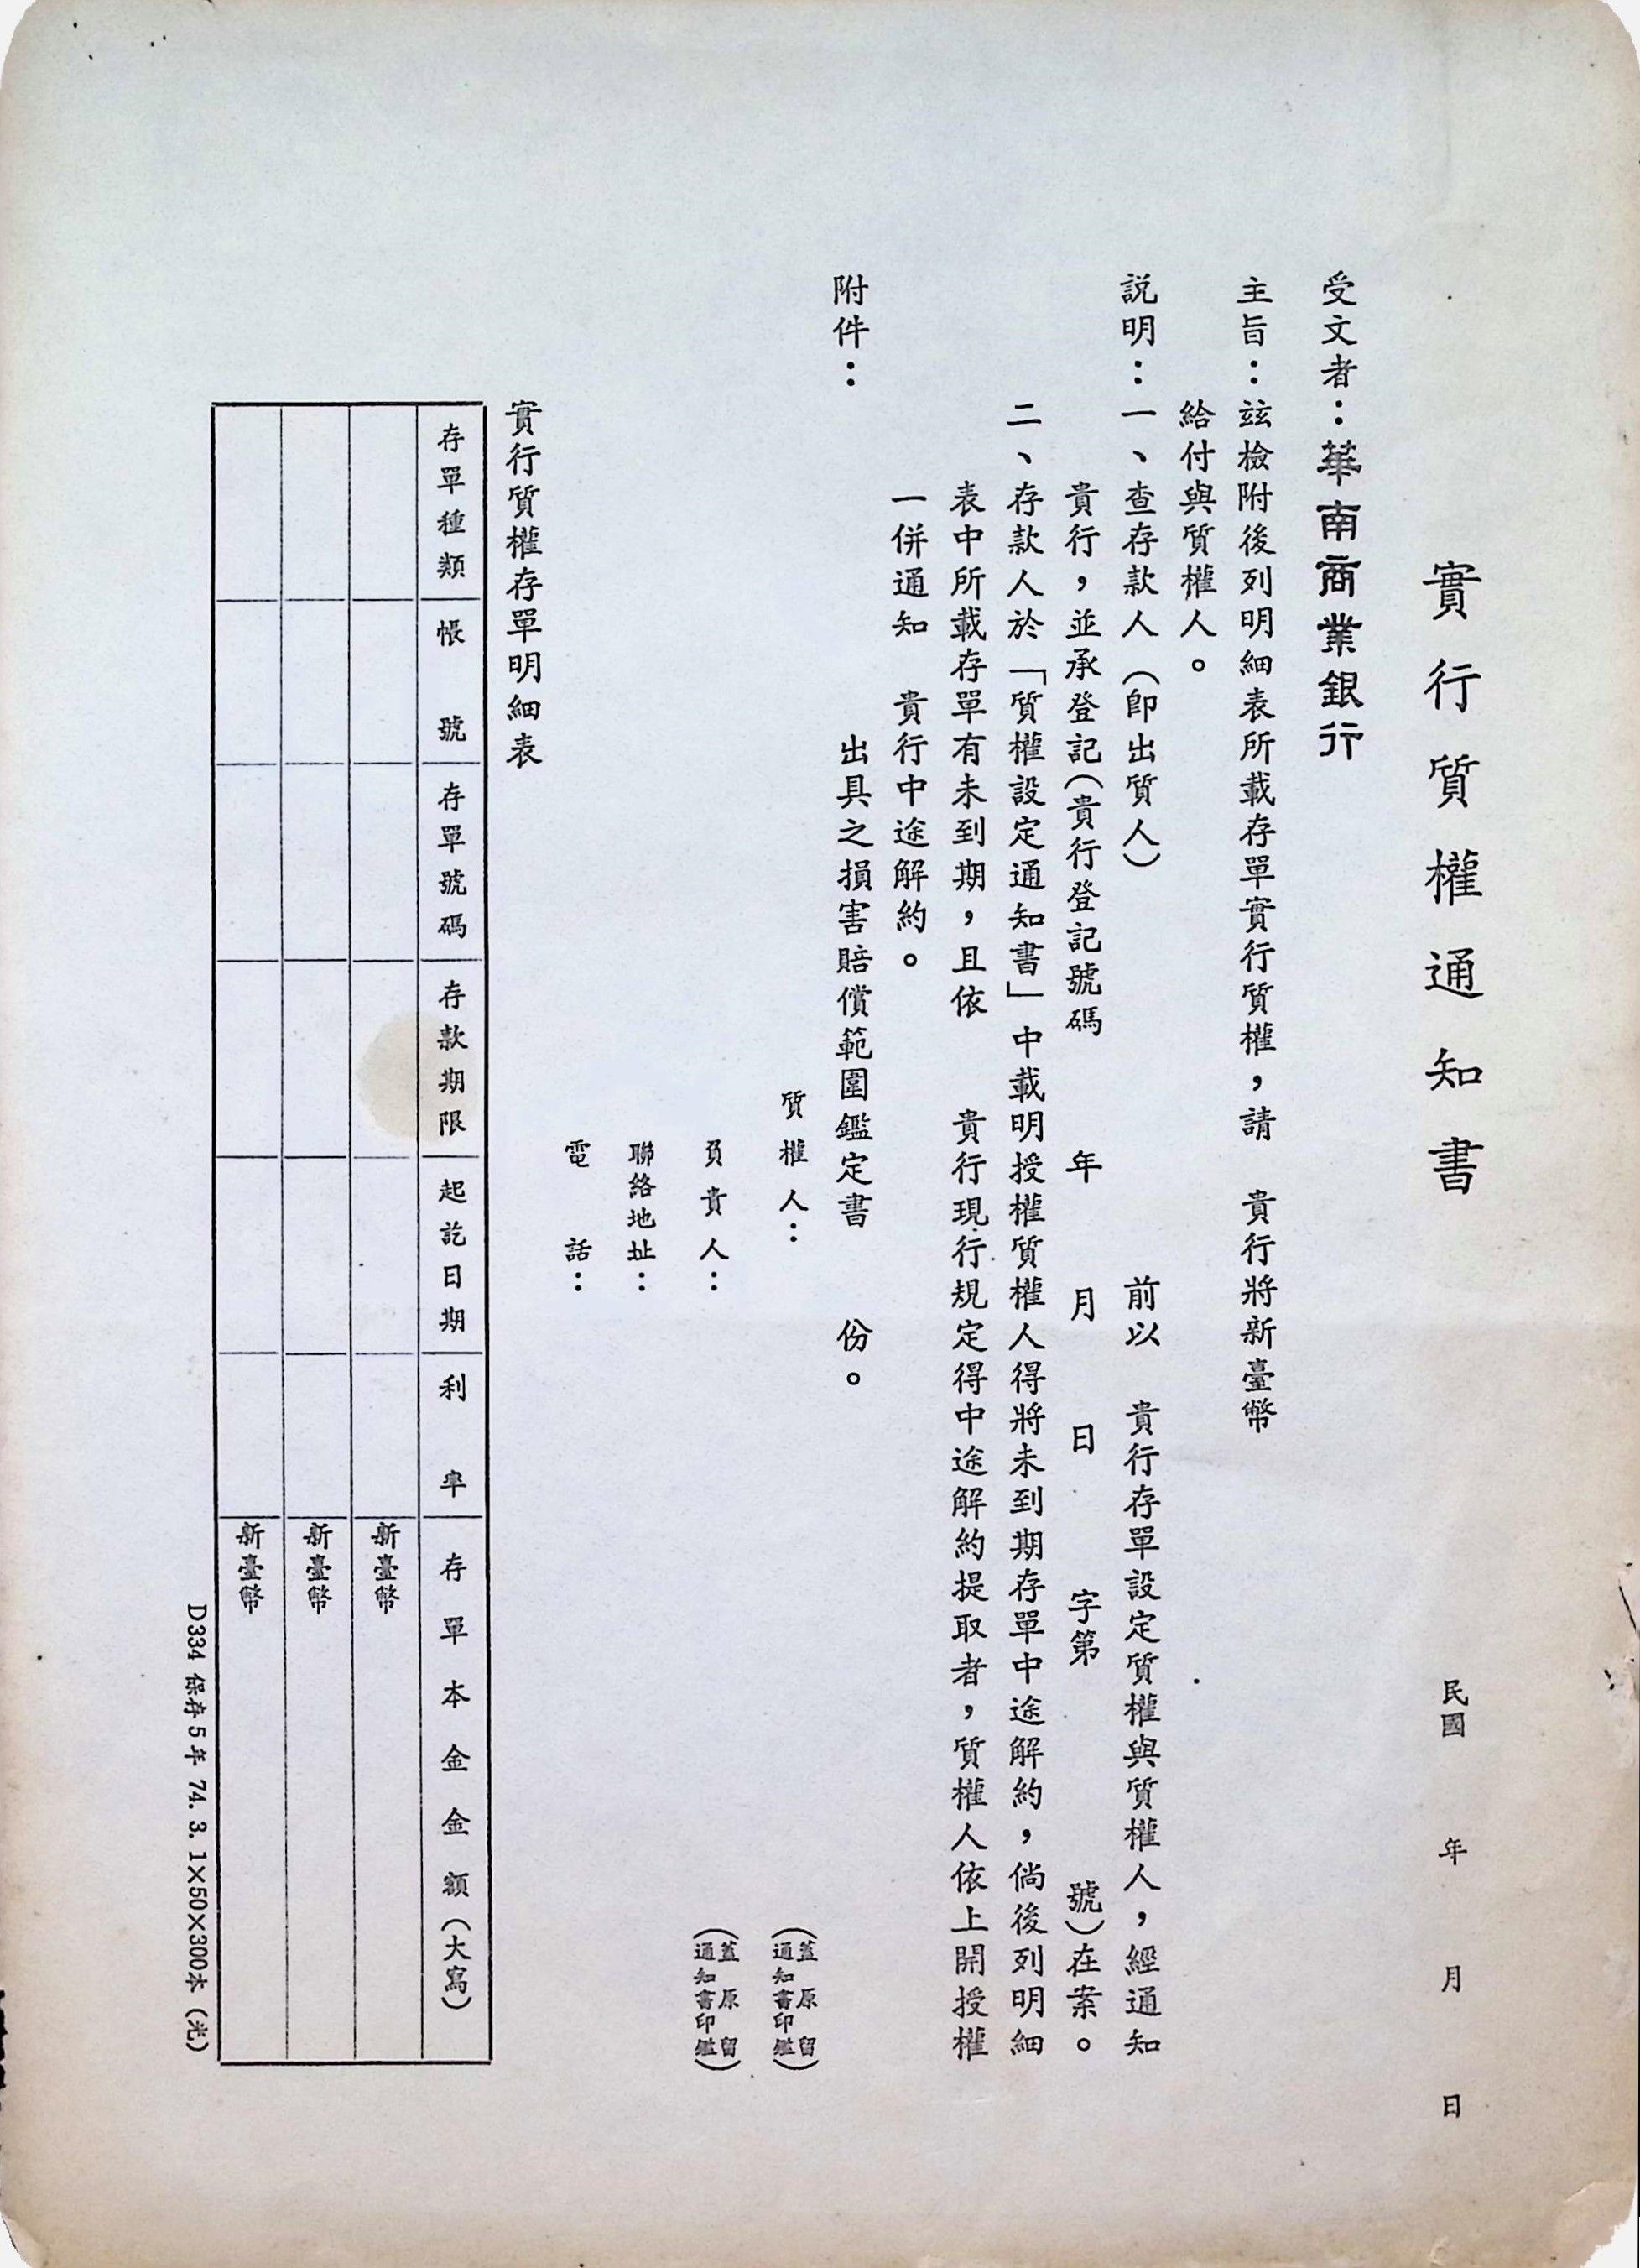 實行質權通知書
民國 年 月 日
受文者：華南商業銀行
主旨：茲檢附後列明細表所載存單實行質權，請 貴行將新臺幣
給付與質權人。
說明：一、查存款人（即出質人） 前以 貴行存單設定質權與質權人，經通知
貴行，並承登記（貴行登記號碼 年 月 日 字第 號）在案。
二、存款人於「質權設定通知書」中載明授權質權人得將未到期存單中途解約，倘後列明細
表中所載存單有未到期，且依 貴行現行規定得中途解約提取者，質權人依上開授權
一併通知 貴行中途解約。
附件： 出具之損害賠償範圍鑑定書 份。
質權人： （蓋原留通知書印鑑）
負責人： （蓋原留通知書印鑑）
聯絡地址：
電話：
實行質權存單明細表
存單種類 帳號 存單號碼 存款期限 起訖日期 利率 存單本金金額（大寫）
新臺幣
新臺幣
新臺幣
D334 保存5年 74. 3. 1×50×300本（光）